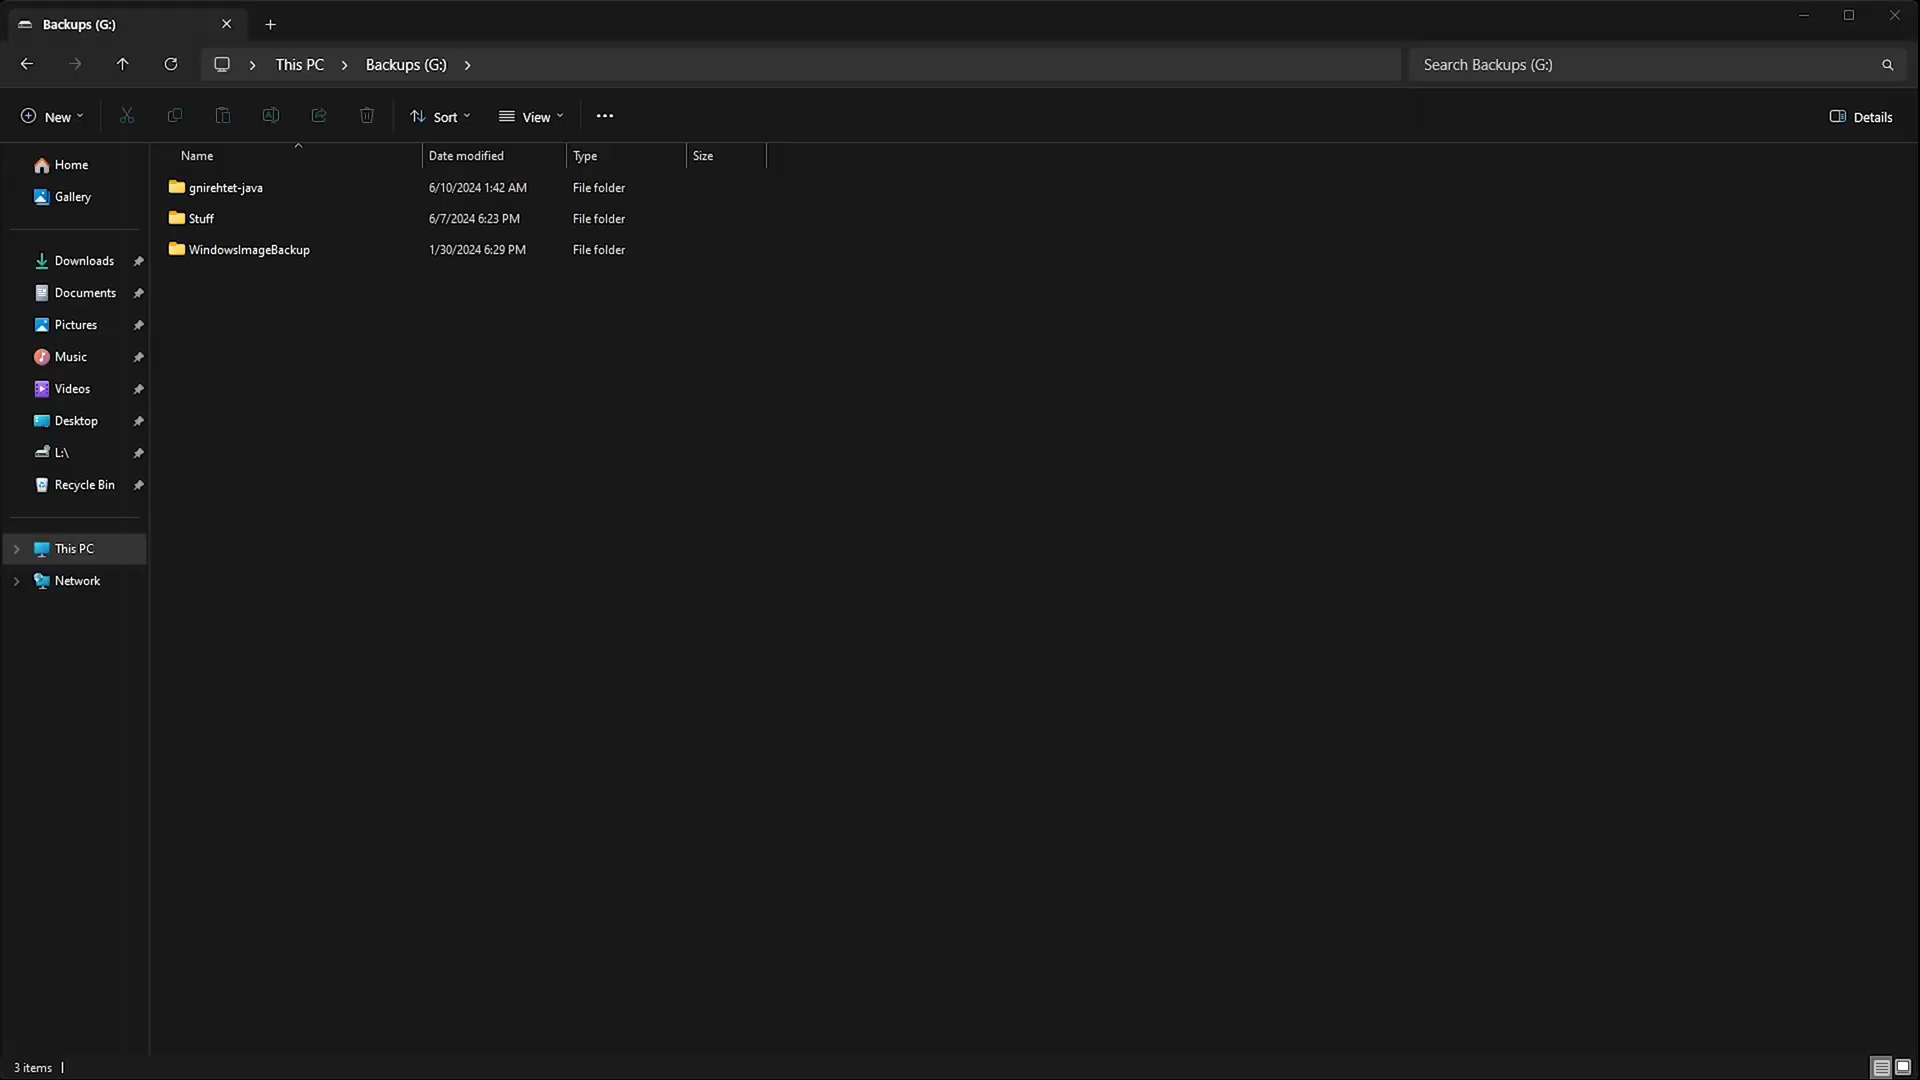 Backups (G:)
This PC Backups (G:) Search Backups (G:)
New Sort View Details
Name Date modified Type Size
gnirehtet-java 6/10/2024 1:42 AM File folder
Stuff 6/7/2024 6:23 PM File folder
WindowsImageBackup 1/30/2024 6:29 PM File folder
Home
Gallery
Downloads
Documents
Pictures
Music
Videos
Desktop
L:\
Recycle Bin
This PC
Network
3 items